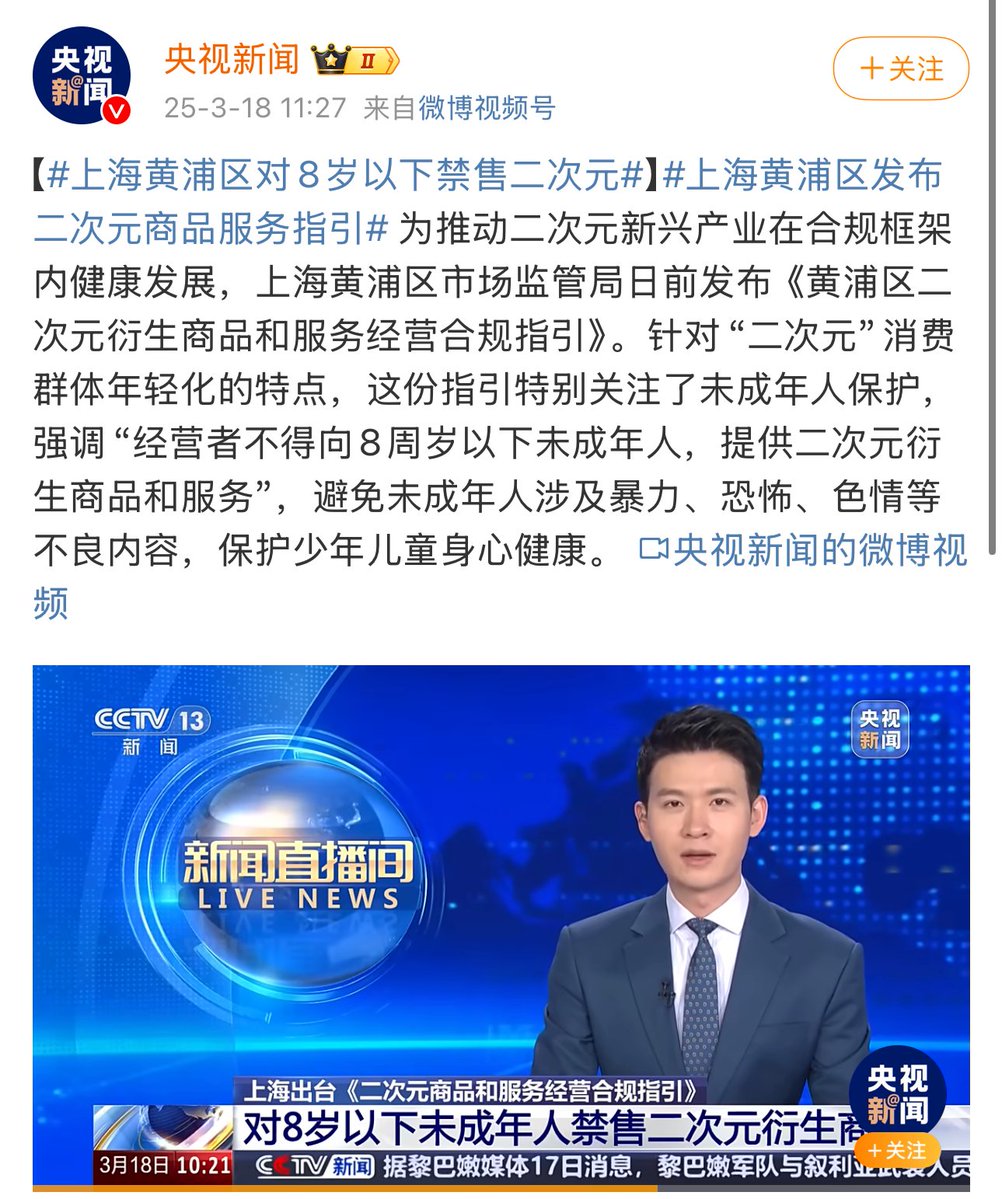 央视新闻
央视新闻 II
+关注
25-3-18 11:27 来自微博视频号
【#上海黄浦区对8岁以下禁售二次元#】#上海黄浦区发布
二次元商品服务指引# 为推动二次元新兴产业在合规框架
内健康发展，上海黄浦区市场监管局日前发布《黄浦区二
次元衍生商品和服务经营合规指引》。针对“二次元”消费
群体年轻化的特点，这份指引特别关注了未成年人保护，
强调“经营者不得向8周岁以下未成年人，提供二次元衍
生商品和服务”，避免未成年人涉及暴力、恐怖、色情等
不良内容，保护少年儿童身心健康。 央视新闻的微博视
频
CCTV 13
新闻
央视
新闻
新闻直播间
LIVE NEWS
上海出台《二次元商品和服务经营合规指引》
对8岁以下未成年人禁售二次元衍生商
3月18日 10:21
CCTV 新闻 据黎巴嫩媒体17日消息，黎巴嫩军队与叙利亚武装人员
央视
新@闻
+关注